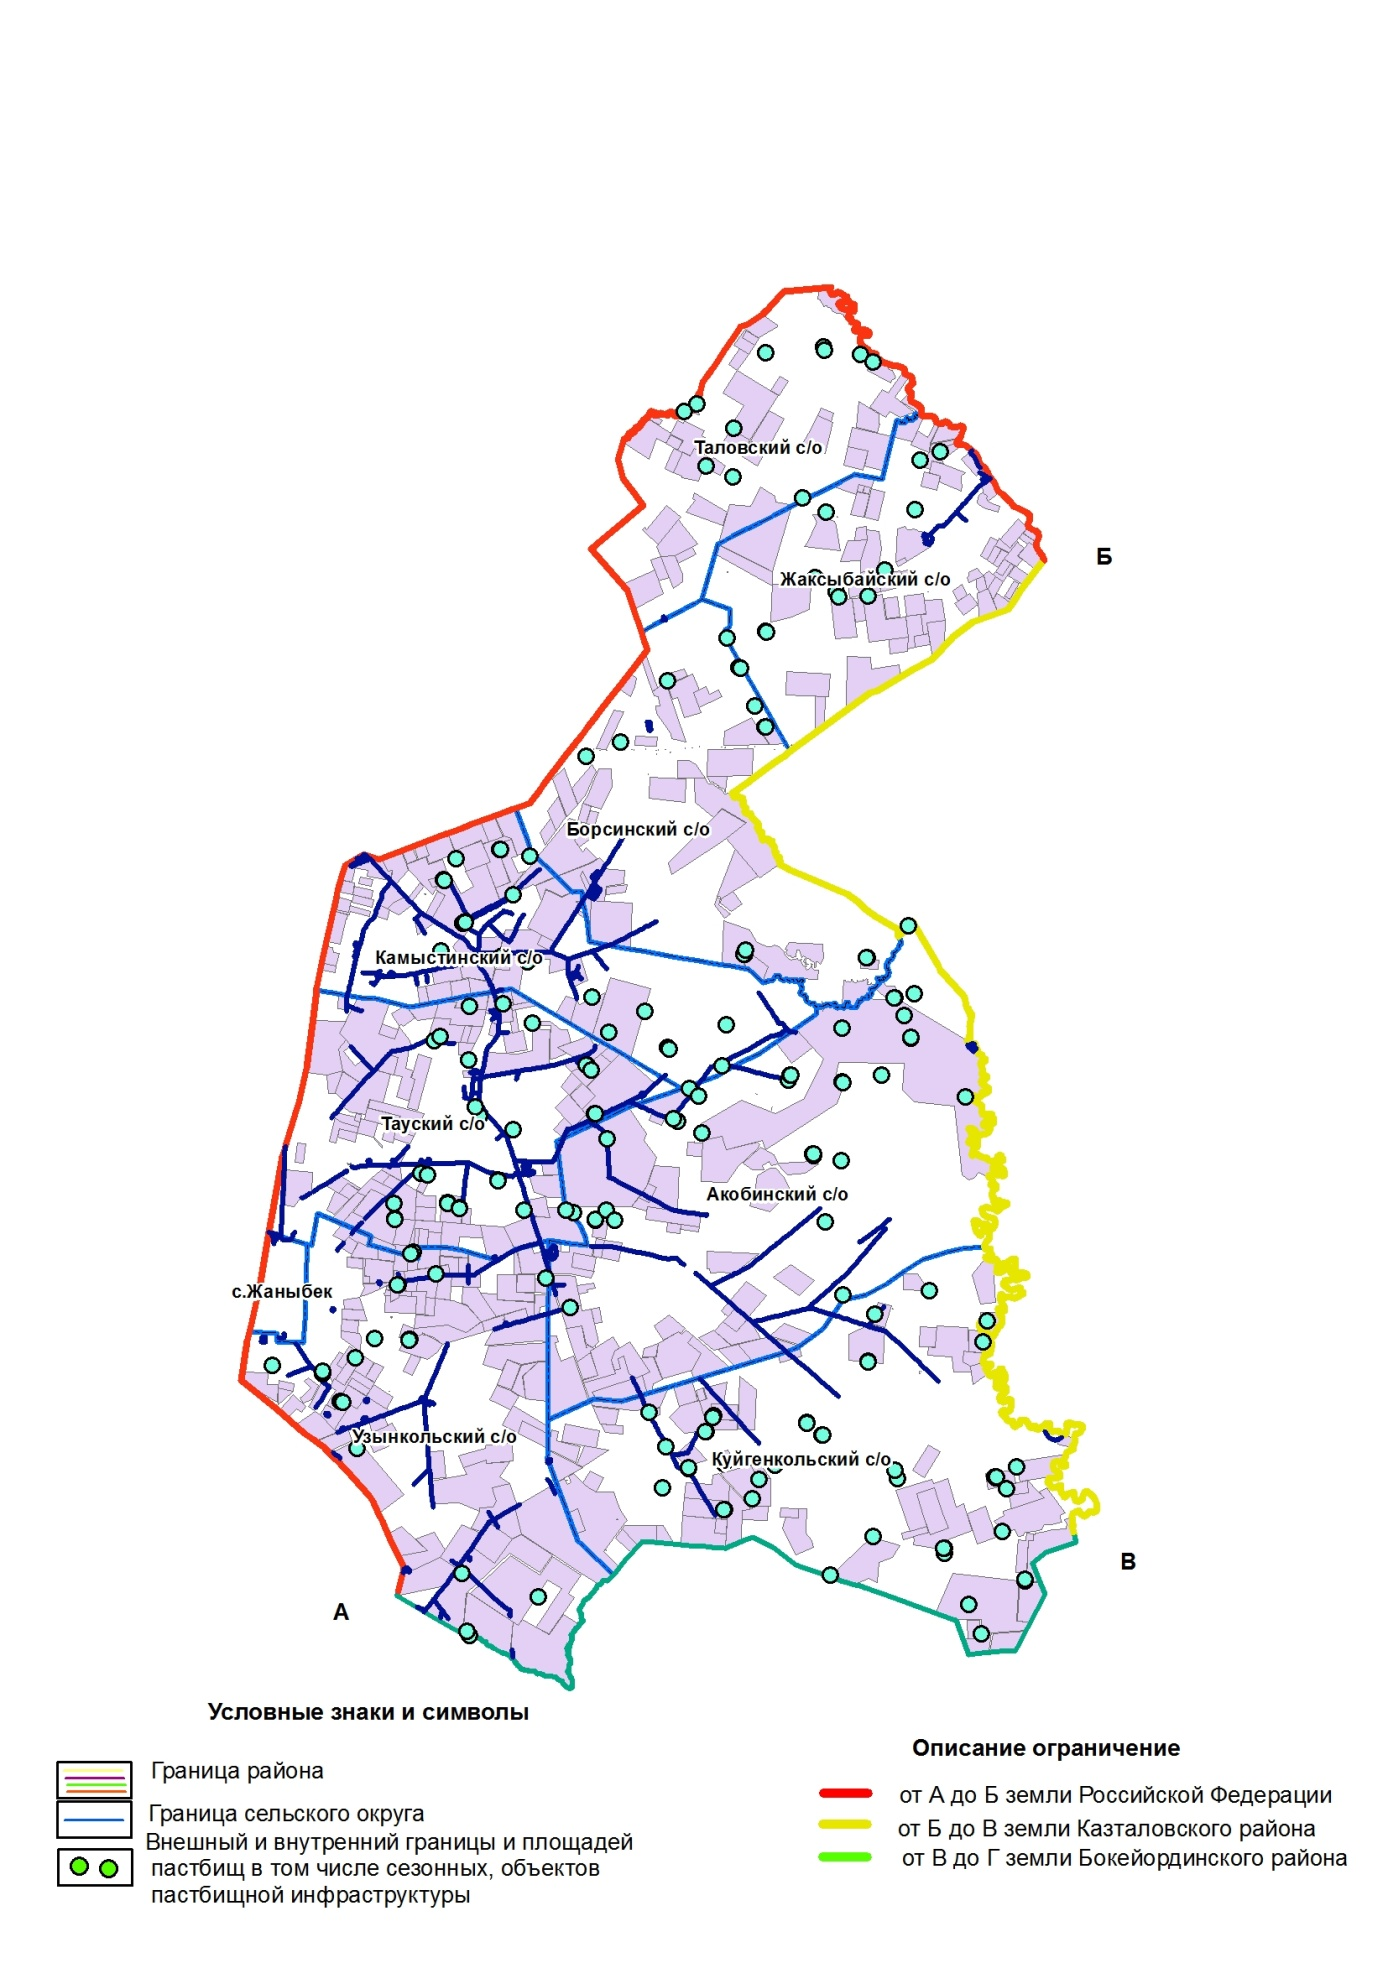 Таловский с/о
Б
Жаксыбайский с/о
Борсинский с/о
Камыстинский с/о
Тауский с/о
Акобинский с/о
с.Жаныбек
Узынкольский с/о
Куйгенкольский с/о
В
А
Условные знаки и символы
Граница района
Граница сельского округа
Внешный и внутренний границы и площадей
пастбищ в том числе сезонных, объектов
пастбищной инфраструктуры
Описание ограничение
от А до Б земли Российской Федерации
от Б до В земли Казталовского района
от В до Г земли Бокейординского района